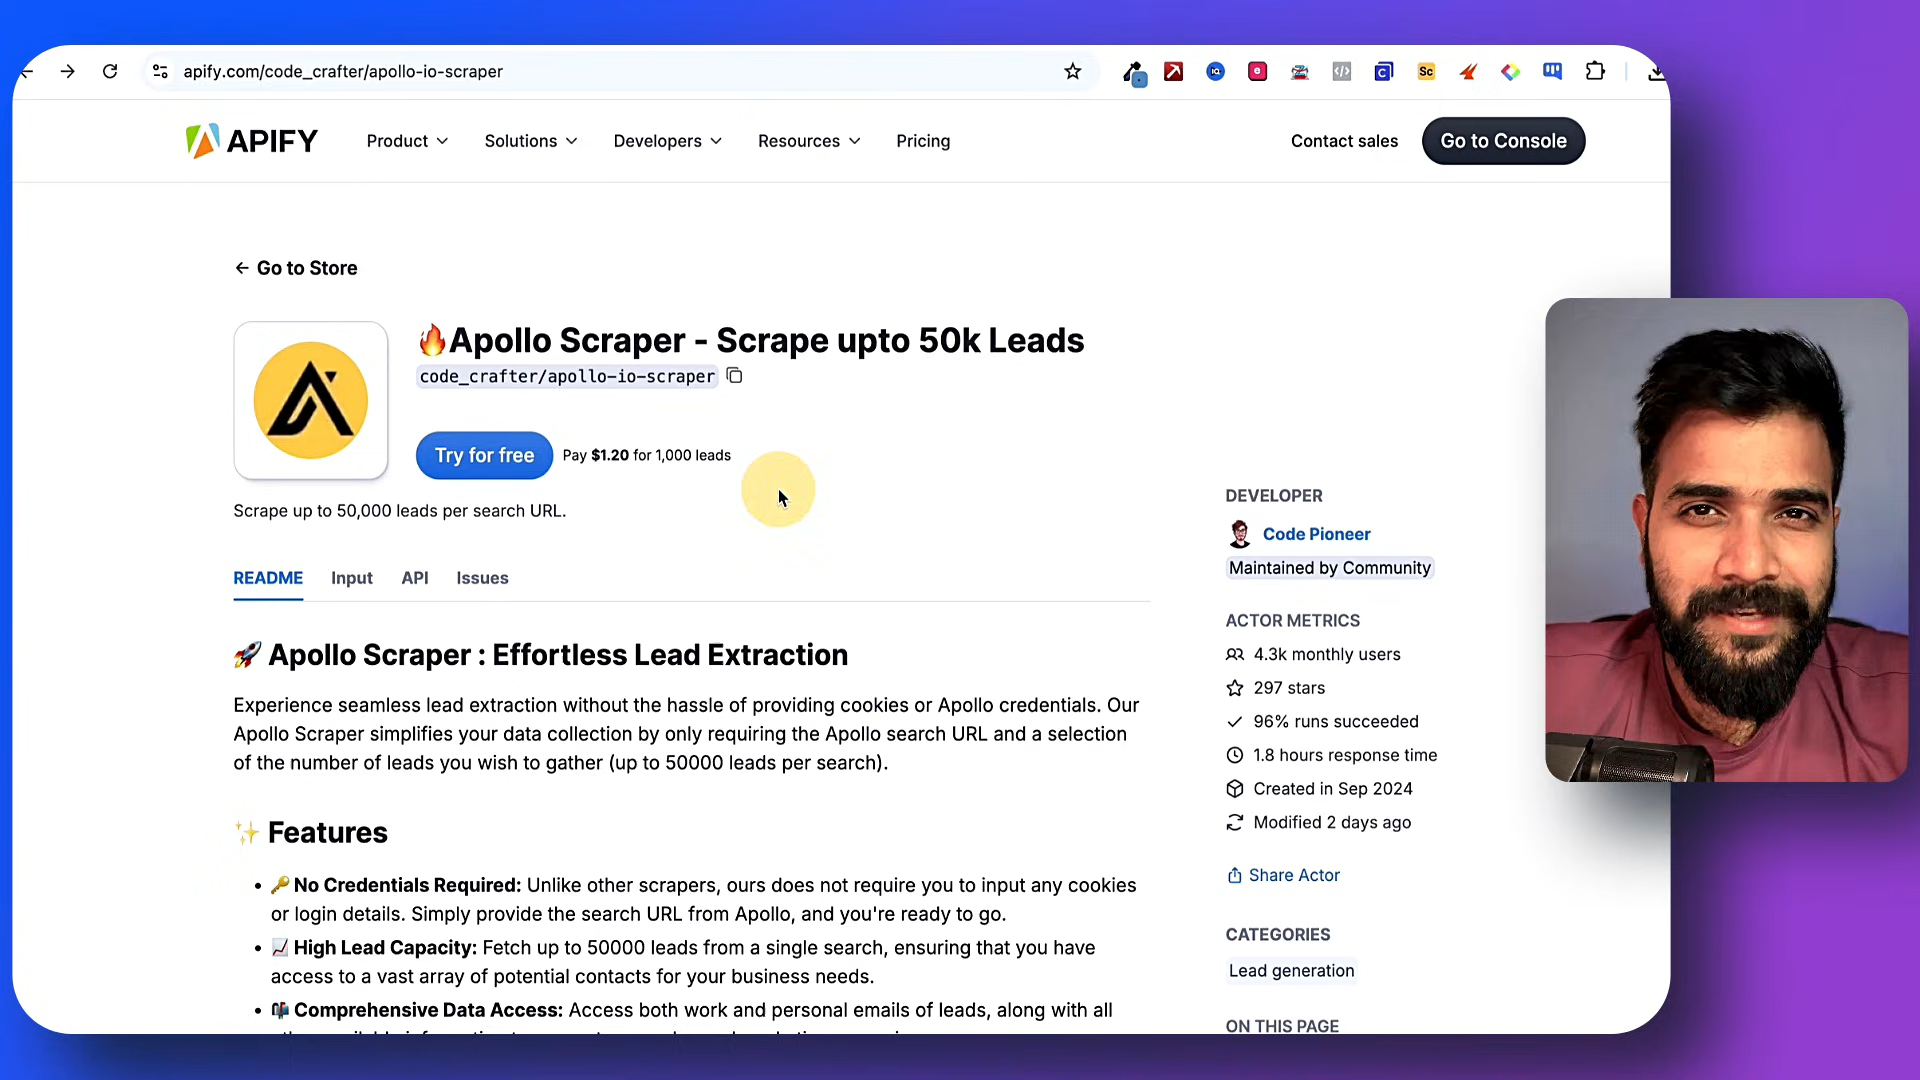 apify.com/code_crafter/apollo-io-scraper
Sc
APIFY
Product
Solutions
Developers
Resources
Pricing
Contact sales
Go to Console
← Go to Store
🔥Apollo Scraper - Scrape upto 50k Leads
code_crafter/apollo-io-scraper
Try for free
Pay $1.20 for 1,000 leads
Scrape up to 50,000 leads per search URL.
README
Input
API
Issues
🚀 Apollo Scraper : Effortless Lead Extraction
Experience seamless lead extraction without the hassle of providing cookies or Apollo credentials. Our
Apollo Scraper simplifies your data collection by only requiring the Apollo search URL and a selection
of the number of leads you wish to gather (up to 50000 leads per search).
✨ Features
• 🔑 No Credentials Required: Unlike other scrapers, ours does not require you to input any cookies
or login details. Simply provide the search URL from Apollo, and you're ready to go.
• 📈 High Lead Capacity: Fetch up to 50000 leads from a single search, ensuring that you have
access to a vast array of potential contacts for your business needs.
• 📬 Comprehensive Data Access: Access both work and personal emails of leads, along with all
DEVELOPER
Code Pioneer
Maintained by Community
ACTOR METRICS
4.3k monthly users
297 stars
96% runs succeeded
1.8 hours response time
Created in Sep 2024
Modified 2 days ago
Share Actor
CATEGORIES
Lead generation
ON THIS PAGE